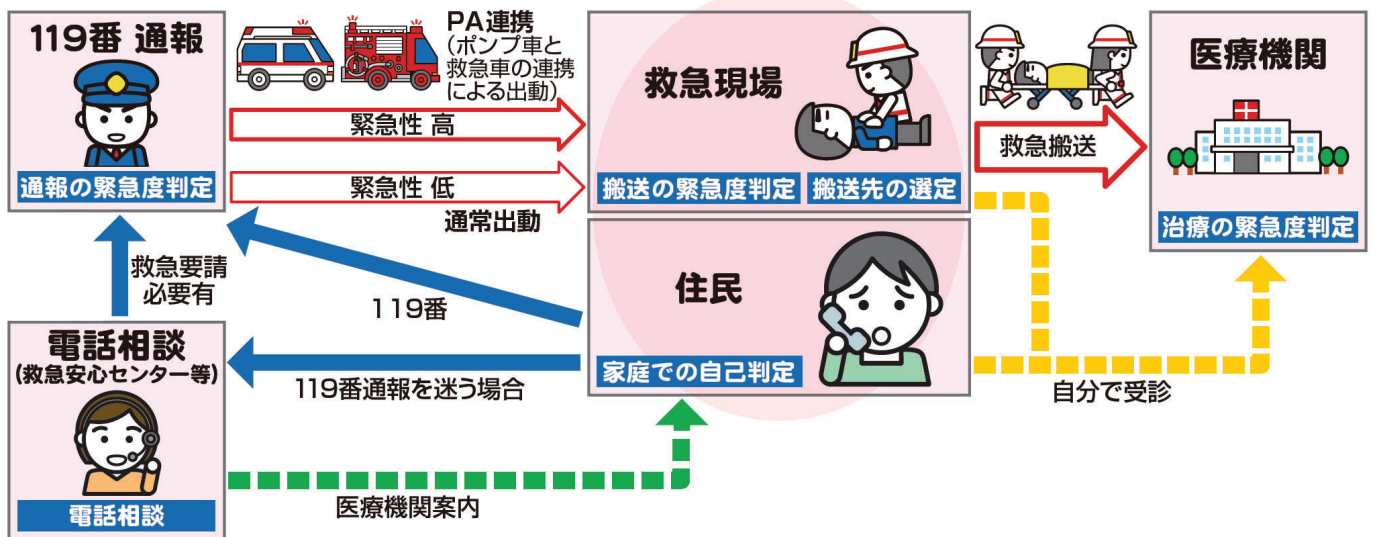 119番 通報
通報の緊急度判定
PA連携
(ポンプ車と
救急車の連携
による出動)
緊急性 高
緊急性 低
通常出動
救急現場
搬送の緊急度判定
搬送先の選定
救急搬送
医療機関
治療の緊急度判定
救急要請
必要有
119番
住民
家庭での自己判定
電話相談
(救急安心センター等)
電話相談
119番通報を迷う場合
自分で受診
医療機関案内